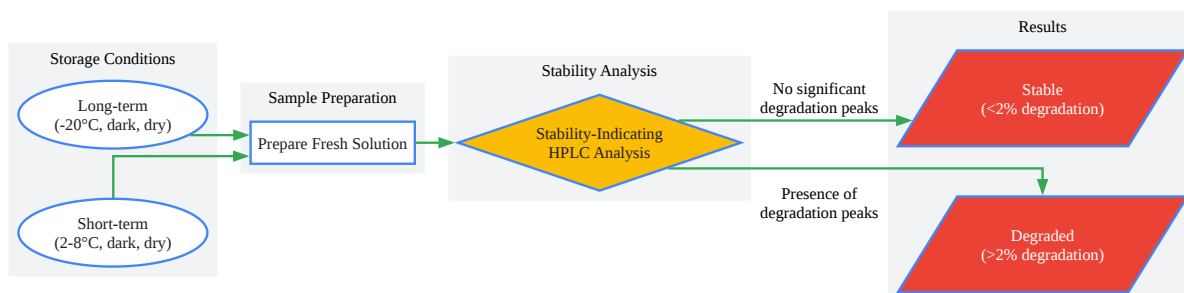 Storage Conditions
Long-term
(-20°C, dark, dry)
Short-term
(2-8°C, dark, dry)
Sample Preparation
Prepare Fresh Solution
Stability Analysis
Stability-Indicating
HPLC Analysis
No significant
degradation peaks
Presence of
degradation peaks
Results
Stable
(<2% degradation)
Degraded
(>2% degradation)